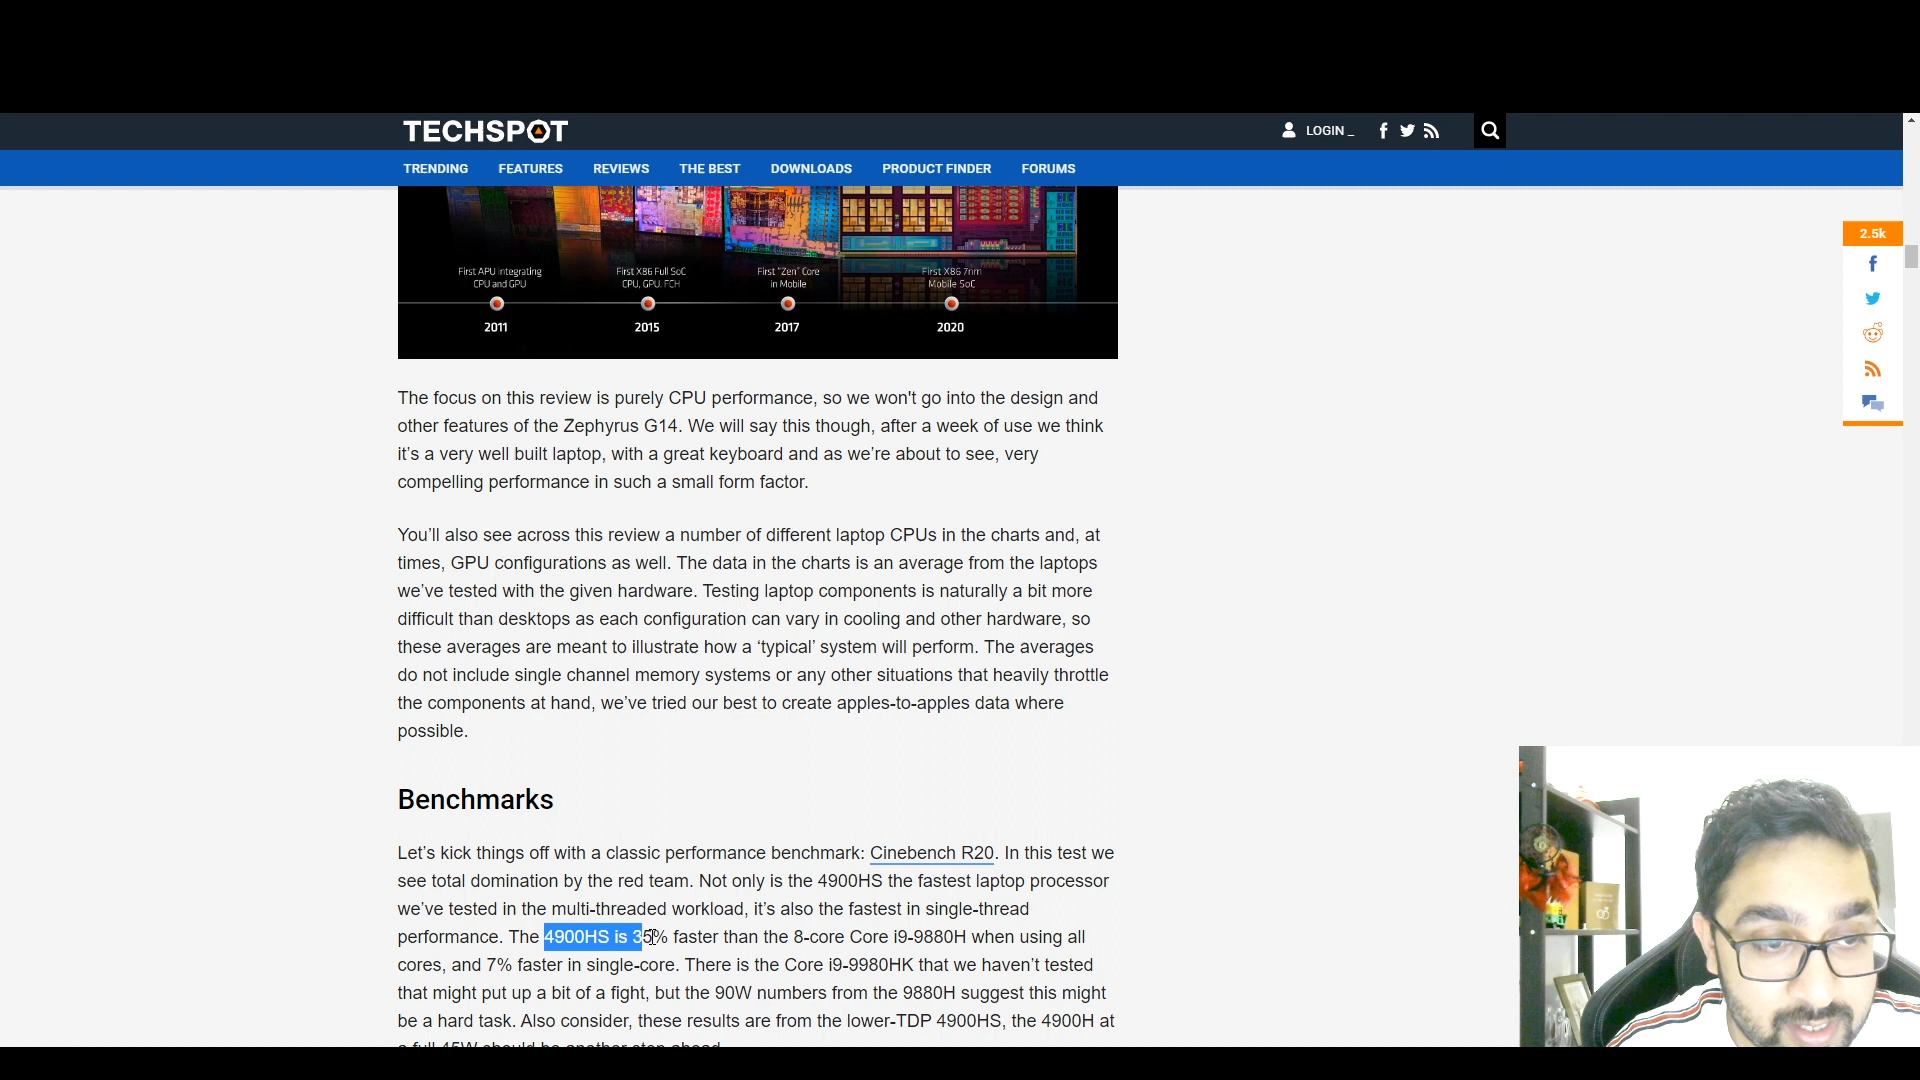 TECHSPOT
LOGIN _
TRENDING FEATURES REVIEWS THE BEST DOWNLOADS PRODUCT FINDER FORUMS
2.5k
First APU Integrating
CPU and GPU
First X86 Full SoC
CPU, GPU. FCH
First "Zen" Core
in Mobile
First X86 7nm
Mobile SoC
2011 2015 2017 2020
The focus on this review is purely CPU performance, so we won't go into the design and
other features of the Zephyrus G14. We will say this though, after a week of use we think
it’s a very well built laptop, with a great keyboard and as we’re about to see, very
compelling performance in such a small form factor.
You’ll also see across this review a number of different laptop CPUs in the charts and, at
times, GPU configurations as well. The data in the charts is an average from the laptops
we’ve tested with the given hardware. Testing laptop components is naturally a bit more
difficult than desktops as each configuration can vary in cooling and other hardware, so
these averages are meant to illustrate how a ‘typical’ system will perform. The averages
do not include single channel memory systems or any other situations that heavily throttle
the components at hand, we’ve tried our best to create apples-to-apples data where
possible.
Benchmarks
Let’s kick things off with a classic performance benchmark: Cinebench R20. In this test we
see total domination by the red team. Not only is the 4900HS the fastest laptop processor
we’ve tested in the multi-threaded workload, it’s also the fastest in single-thread
performance. The 4900HS is 35% faster than the 8-core Core i9-9880H when using all
cores, and 7% faster in single-core. There is the Core i9-9980HK that we haven’t tested
that might put up a bit of a fight, but the 90W numbers from the 9880H suggest this might
be a hard task. Also consider, these results are from the lower-TDP 4900HS, the 4900H at
a full 45W should be another step ahead.